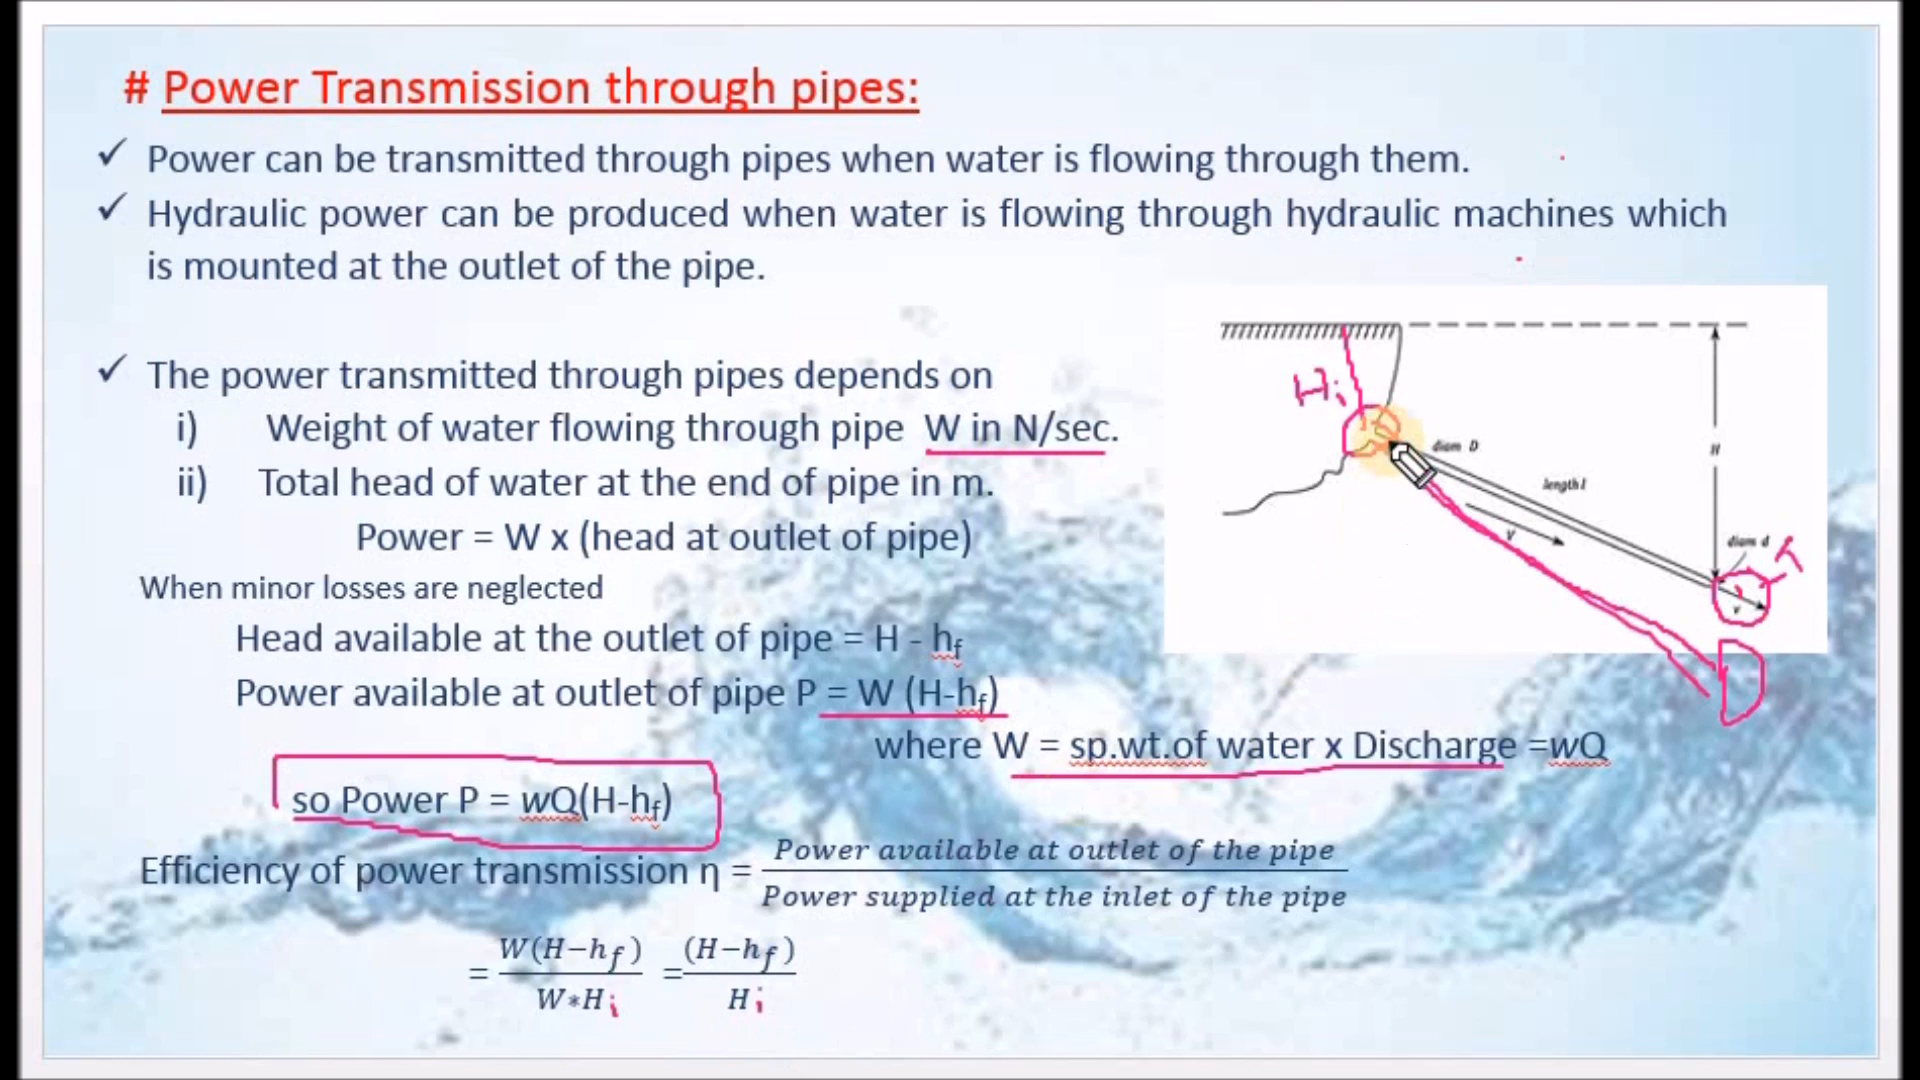 # Power Transmission through pipes:
✓ Power can be transmitted through pipes when water is flowing through them.
✓ Hydraulic power can be produced when water is flowing through hydraulic machines which
is mounted at the outlet of the pipe.
✓ The power transmitted through pipes depends on
i) Weight of water flowing through pipe W in N/sec.
ii) Total head of water at the end of pipe in m.
Power = W x (head at outlet of pipe)
When minor losses are neglected
Head available at the outlet of pipe = H - hf
Power available at outlet of pipe P = W (H-hf)
where W = sp.wt.of water x Discharge =wQ
so Power P = wQ(H-hf)
Efficiency of power transmission η = Power available at outlet of the pipe
Power supplied at the inlet of the pipe
= W(H−hf) / W∗Hi = (H−hf) / Hi
Hi
diam D
H
length l
V
diam d
T
v